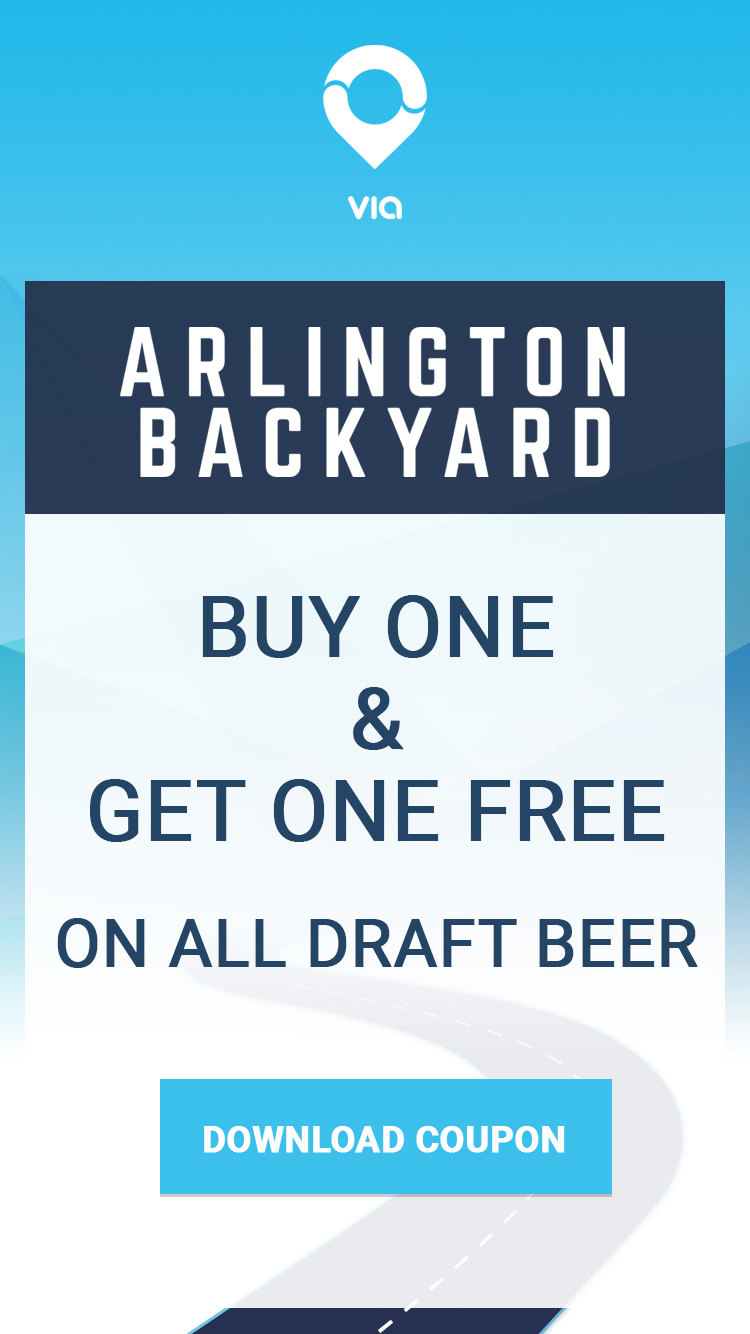 via
ARLINGTON
BACKYARD
BUY ONE
&
GET ONE FREE
ON ALL DRAFT BEER
DOWNLOAD COUPON